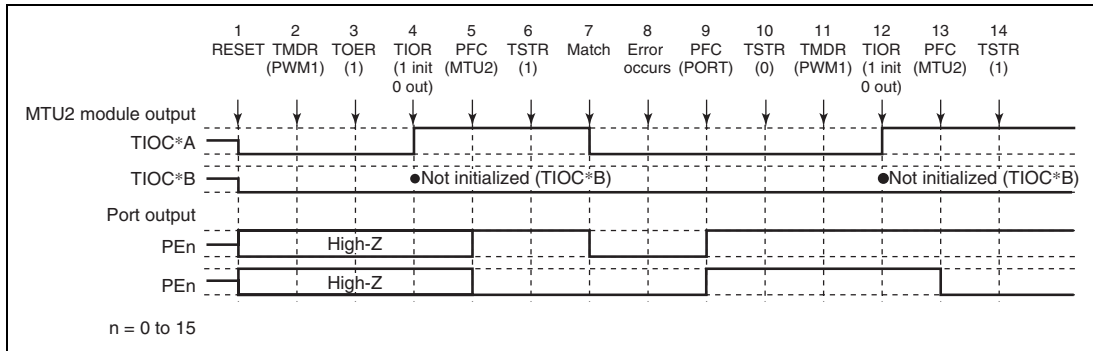 1 2 3 4 5 6 7 8 9 10 11 12 13 14
RESET TMDR TOER TIOR PFC TSTR Match Error PFC TSTR TMDR TIOR PFC TSTR
(PWM1) (1) (1 init (MTU2) (1) occurs (PORT) (0) (PWM1) (1 init (MTU2) (1)
0 out) 0 out)
MTU2 module output
TIOC*A
TIOC*B ●Not initialized (TIOC*B) ●Not initialized (TIOC*B)
Port output
PEn High-Z
PEn High-Z
n = 0 to 15